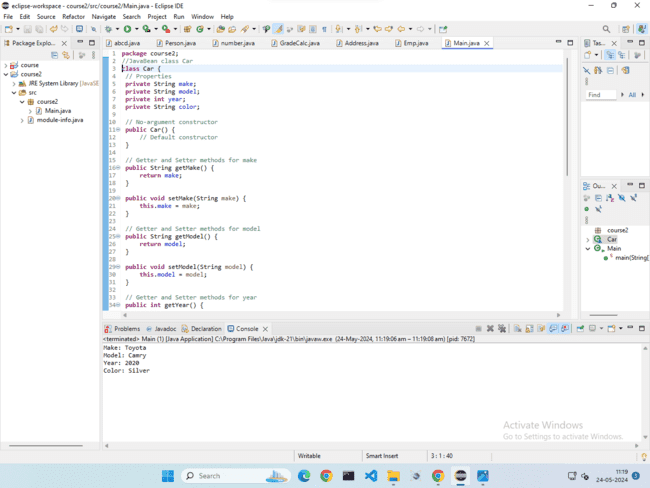 eclipse-workspace - course2/src/course2/Main.java - Eclipse IDE
File Edit Source Refactor Navigate Search Project Run Window Help
Package Explo...
abcd.java Person.java number.java GradeCalc.java Address.java Emp.java Main.java
Tas...
course
course2
JRE System Library [JavaSE
src
course2
Main.java
module-info.java
1 package course2;
2 //JavaBean class Car
3 class Car {
4 // Properties
5 private String make;
6 private String model;
7 private int year;
8 private String color;
9
10 // No-argument constructor
11 public Car() {
12 // Default constructor
13 }
14
15 // Getter and Setter methods for make
16 public String getMake() {
17 return make;
18 }
19
20 public void setMake(String make) {
21 this.make = make;
22 }
23
24 // Getter and Setter methods for model
25 public String getModel() {
26 return model;
27 }
28
29 public void setModel(String model) {
30 this.model = model;
31 }
32
33 // Getter and Setter methods for year
34 public int getYear() {
Find All
Ou...
course2
Car
Main
main(String[
Problems Javadoc Declaration Console
<terminated> Main (1) [Java Application] C:\Program Files\Java\jdk-21\bin\javaw.exe (24-May-2024, 11:19:06 am – 11:19:08 am) [pid: 7672]
Make: Toyota
Model: Camry
Year: 2020
Color: Silver
Activate Windows
Go to Settings to activate Windows.
Writable Smart Insert 3 : 1 : 40
Search
11:19
24-05-2024